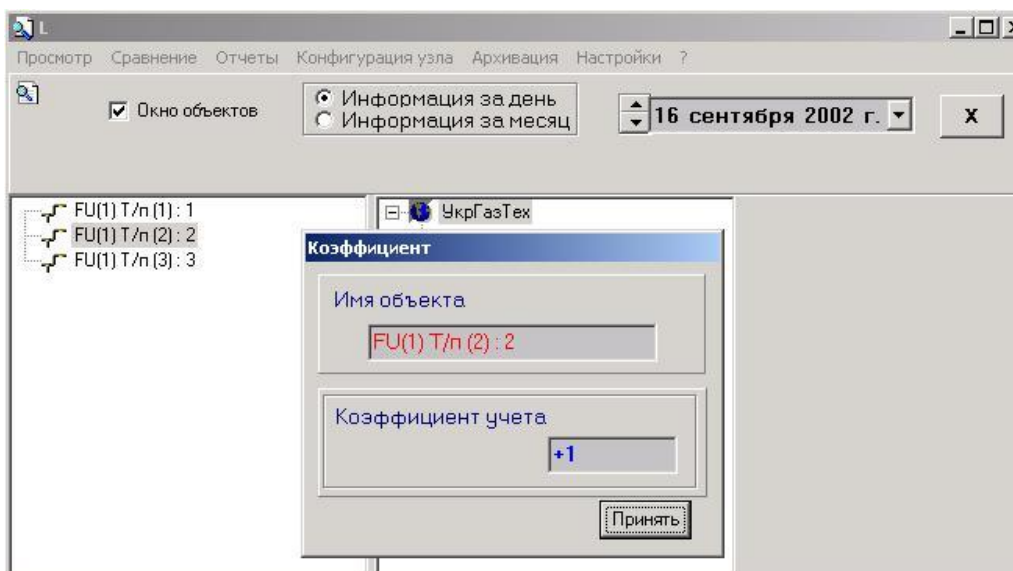 L
Просмотр Сравнение Отчеты Конфигурация узла Архивация Настройки ?
Окно объектов
Информация за день
Информация за месяц
16 сентября 2002 г.
X
FU(1) Т/п (1) : 1
FU(1) Т/п (2) : 2
FU(1) Т/п (3) : 3
УкрГазТех
Коэффициент
Имя объекта
FU(1) Т/п (2) : 2
Коэффициент учета
+1
Принять